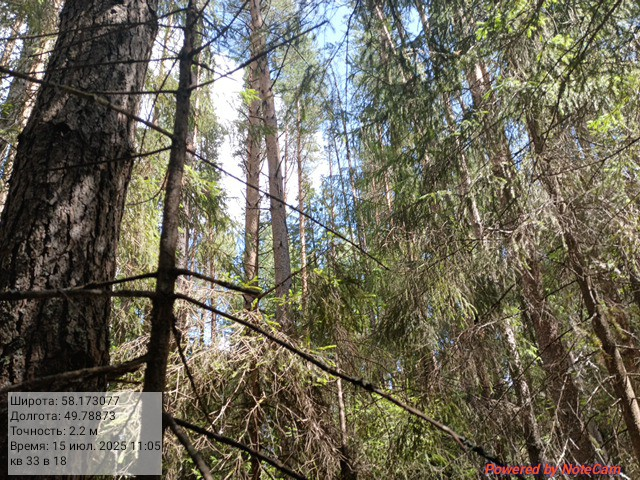 Широта: 58.173077
Долгота: 49.78873
Точность: 2.2 м
Время: 15 июл. 2025 11:05
кв 33 в 18
Powered by NoteCam